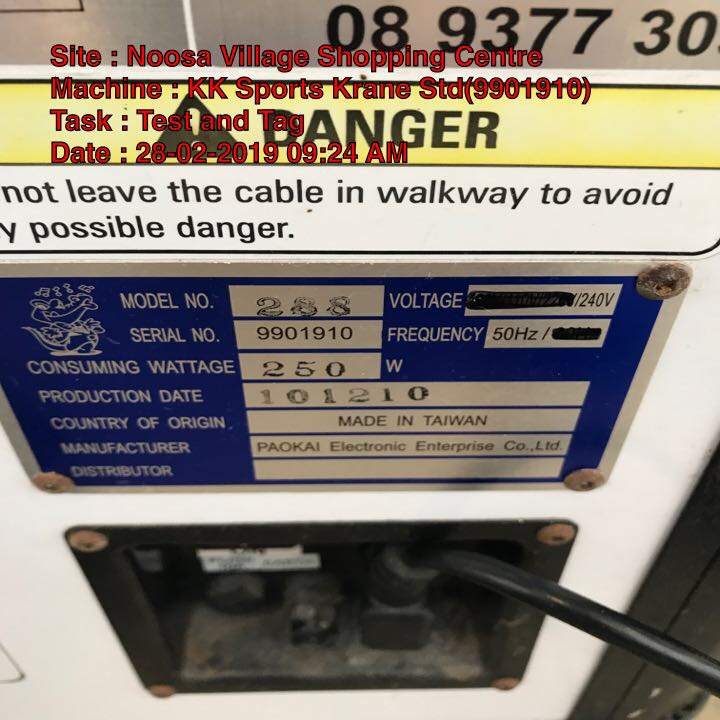 08 9377 30
Site : Noosa Village Shopping Centre
Machine : KK Sports Krane Std(9901910)
Task : Test and Tag
Date : 28-02-2019 09:24 AM
DANGER
not leave the cable in walkway to avoid
y possible danger.
MODEL NO. 288 VOLTAGE /240V
SERIAL NO. 9901910 FREQUENCY 50Hz /
CONSUMING WATTAGE 250 W
PRODUCTION DATE 101210
COUNTRY OF ORIGIN MADE IN TAIWAN
MANUFACTURER PAOKAI Electronic Enterprise Co.,Ltd.
DISTRIBUTOR